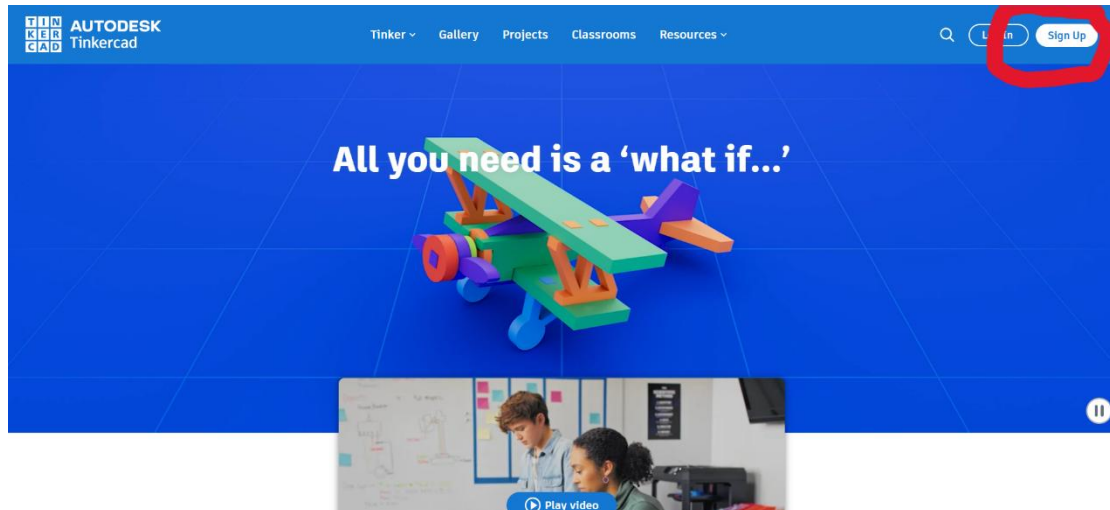 TIN
KER
CAD
AUTODESK
Tinkercad
Tinker
Gallery
Projects
Classrooms
Resources
Sign Up
All you need is a ‘what if...’
Play video